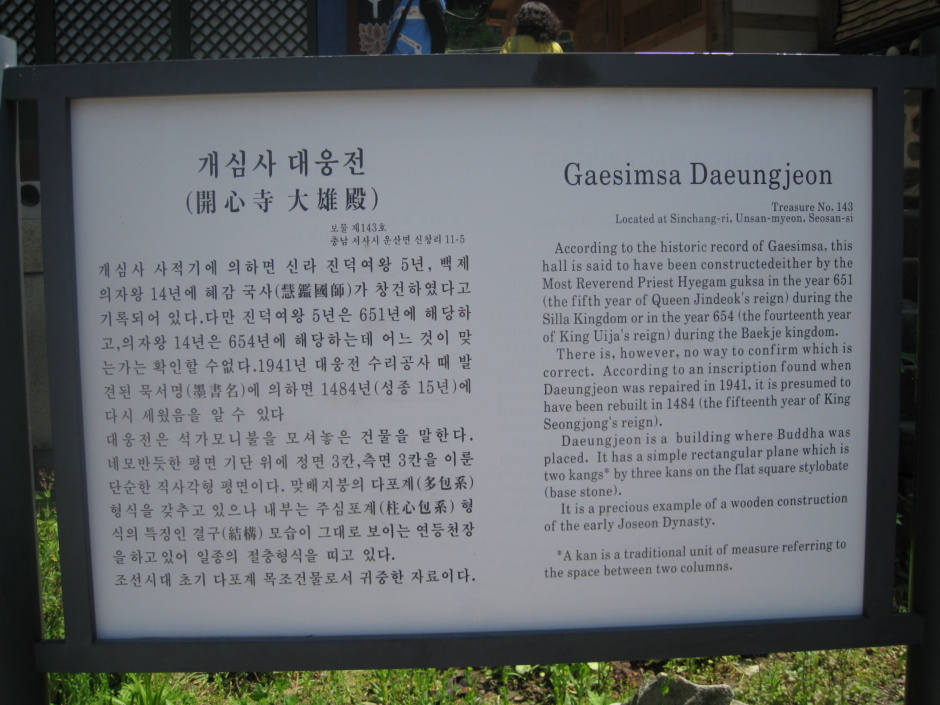 개심사 대웅전
(開心寺 大雄殿)
보물 제143호
충남 서산시 운산면 신창리 11-5
개심사 사적기에 의하면 신라 진덕여왕 5년, 백제
의자왕 14년에 혜감 국사(慧鑑國師)가 창건하였다고
기록되어 있다.다만 진덕여왕 5년은 651년에 해당하
고,의자왕 14년은 654년에 해당하는데 어느 것이 맞
는가는 확인할 수없다.1941년 대웅전 수리공사 때 발
견된 묵서명(墨書名)에 의하면 1484년(성종 15년)에
다시 세웠음을 알 수 있다
대웅전은 석가모니불을 모셔놓은 건물을 말한다.
네모반듯한 평면 기단 위에 정면 3칸,측면 3칸을 이룬
단순한 직사각형 평면이다. 맞배지붕의 다포계(多包系)
형식을 갖추고 있으나 내부는 주심포계(柱心包系) 형
식의 특징인 결구(結構) 모습이 그대로 보이는 연등천장
을하고있어 일종의 절충형식을 띠고 있다.
조선시대 초기 다포계 목조건물로서 귀중한 자료이다.
Gaesimsa Daeungjeon
Treasure No. 143
Located at Sinchang-ri, Unsan-myeon, Seosan-si
According to the historic record of Gaesimsa, this
hall is said to have been constructedeither by the
Most Reverend Priest Hyegam guksa in the year 651
(the fifth year of Queen Jindeok's reign) during the
Silla Kingdom or in the year 654 (the fourteenth year
of King Uija's reign) during the Baekje kingdom.
There is, however, no way to confirm which is
correct. According to an inscription found when
Daeungjeon was repaired in 1941, it is presumed to
have been rebuilt in 1484 (the fifteenth year of King
Seongjong's reign).
Daeungjeon is a building where Buddha was
placed. It has a simple rectangular plane which is
two kangs* by three kans on the flat square stylobate
(base stone).
It is a precious example of a wooden construction
of the early Joseon Dynasty.
*A kan is a traditional unit of measure referring to
the space between two columns.